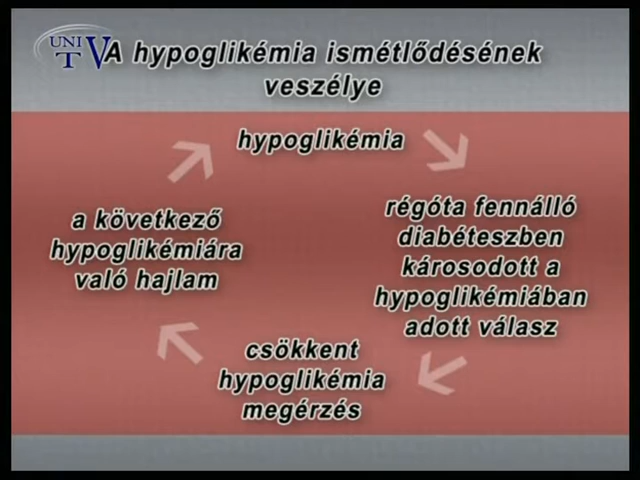 UNI
TV
A hypoglikémia ismétlődésének
veszélye
hypoglikémia
régóta fennálló
diabéteszben
károsodott a
hypoglikémiában
adott válasz
csökkent
hypoglikémia
megérzés
a következő
hypoglikémiára
való hajlam